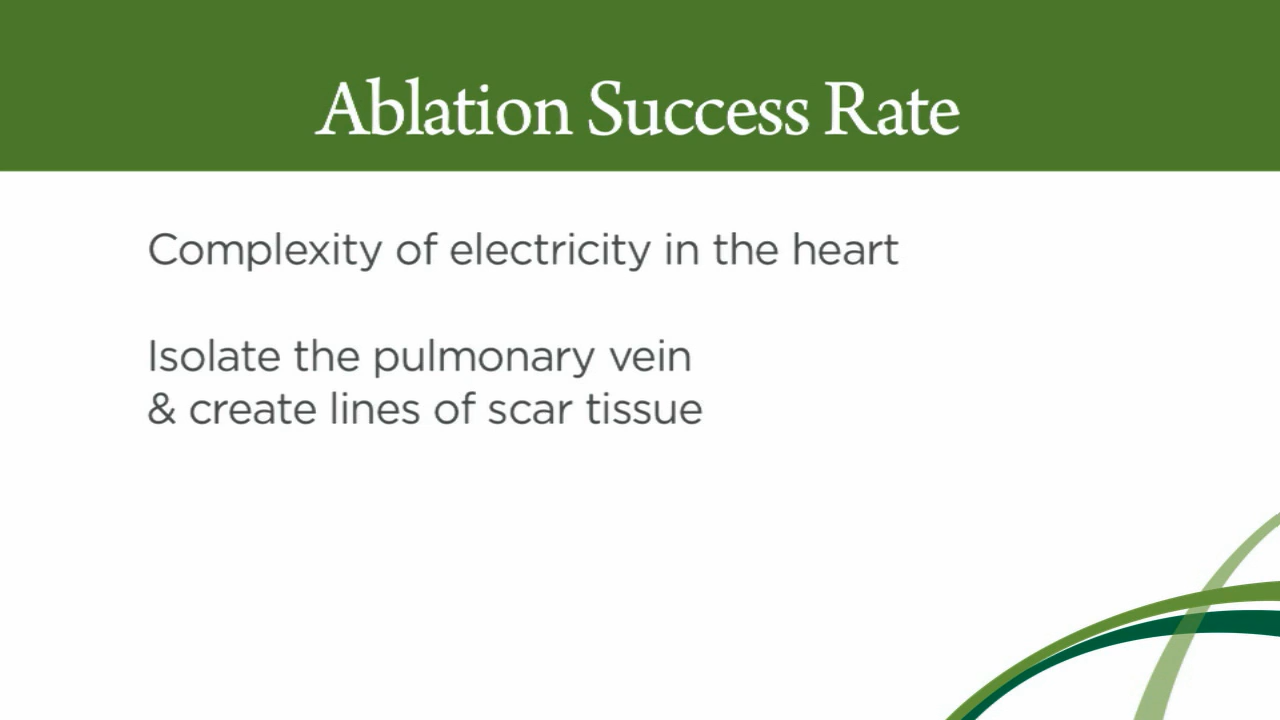 Ablation Success Rate
Complexity of electricity in the heart
Isolate the pulmonary vein
& create lines of scar tissue